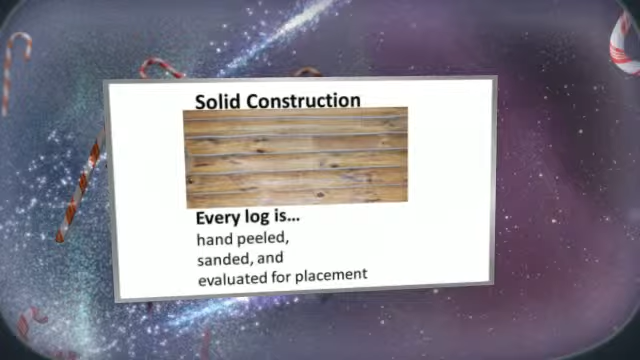 Solid Construction
Every log is...
hand peeled,
sanded, and
evaluated for placement